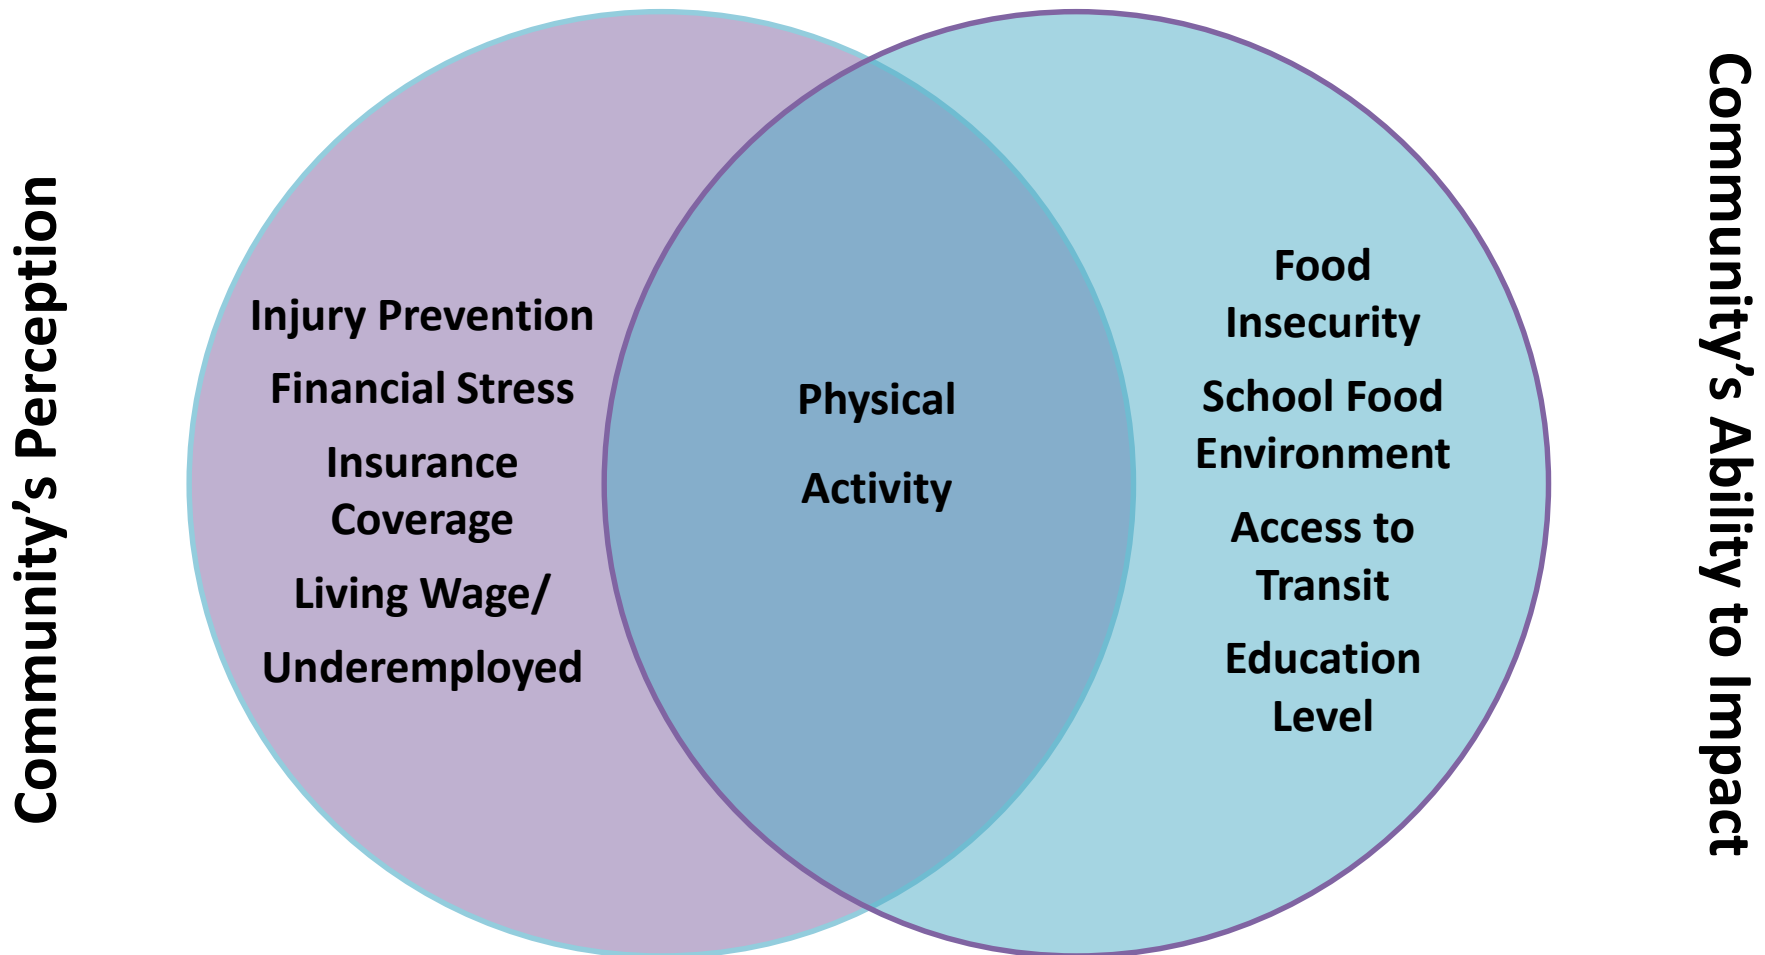 Community’s Perception
Injury Prevention
Financial Stress
Insurance
Coverage
Living Wage/
Underemployed
Physical
Activity
Food
Insecurity
School Food
Environment
Access to
Transit
Education
Level
Community’s Ability to Impact